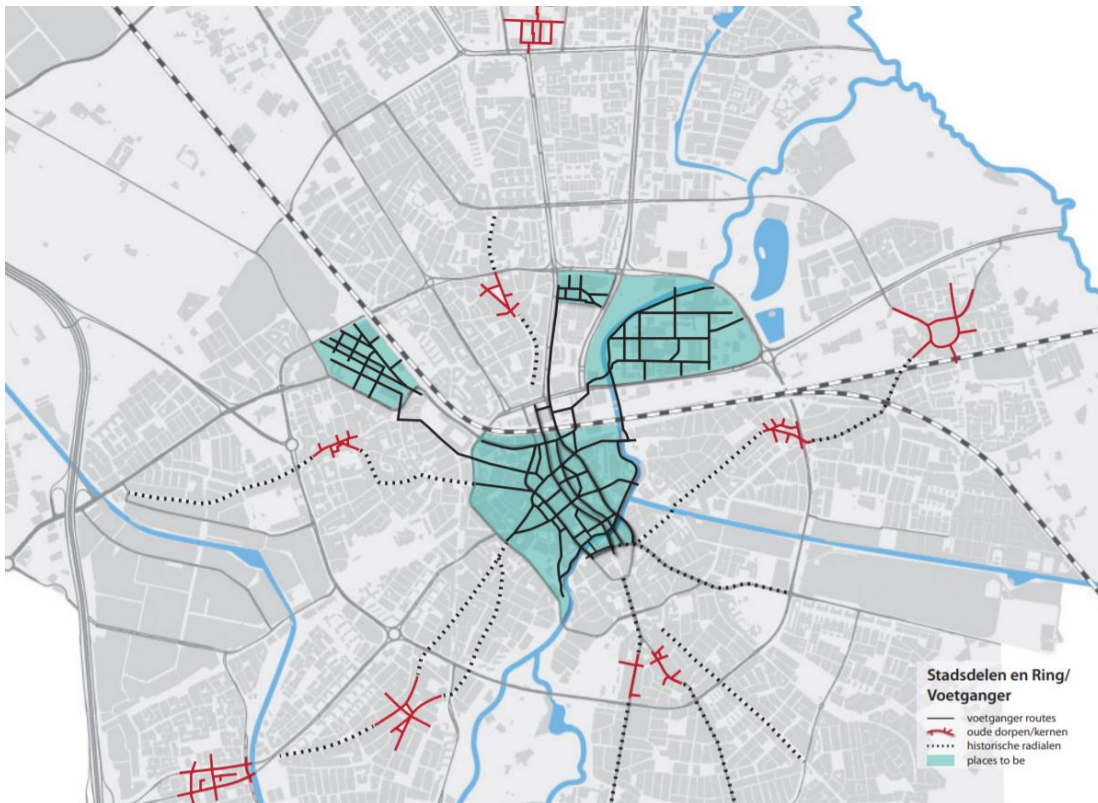 Stadsdelen en Ring/
Voetganger
voetganger routes
oude dorpen/kernen
historische radialen
places to be